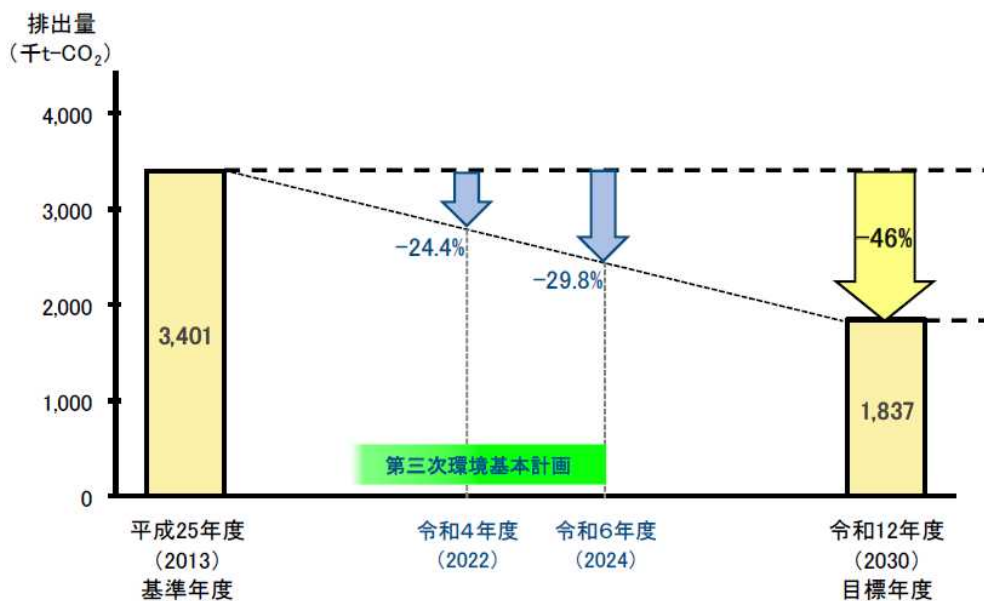 排出量
（千t-CO₂）
4,000
3,000
2,000
1,000
0
-24.4%
-29.8%
-46%
3,401
1,837
第三次環境基本計画
平成25年度
（2013）
基準年度
令和4年度
（2022）
令和6年度
（2024）
令和12年度
（2030）
目標年度